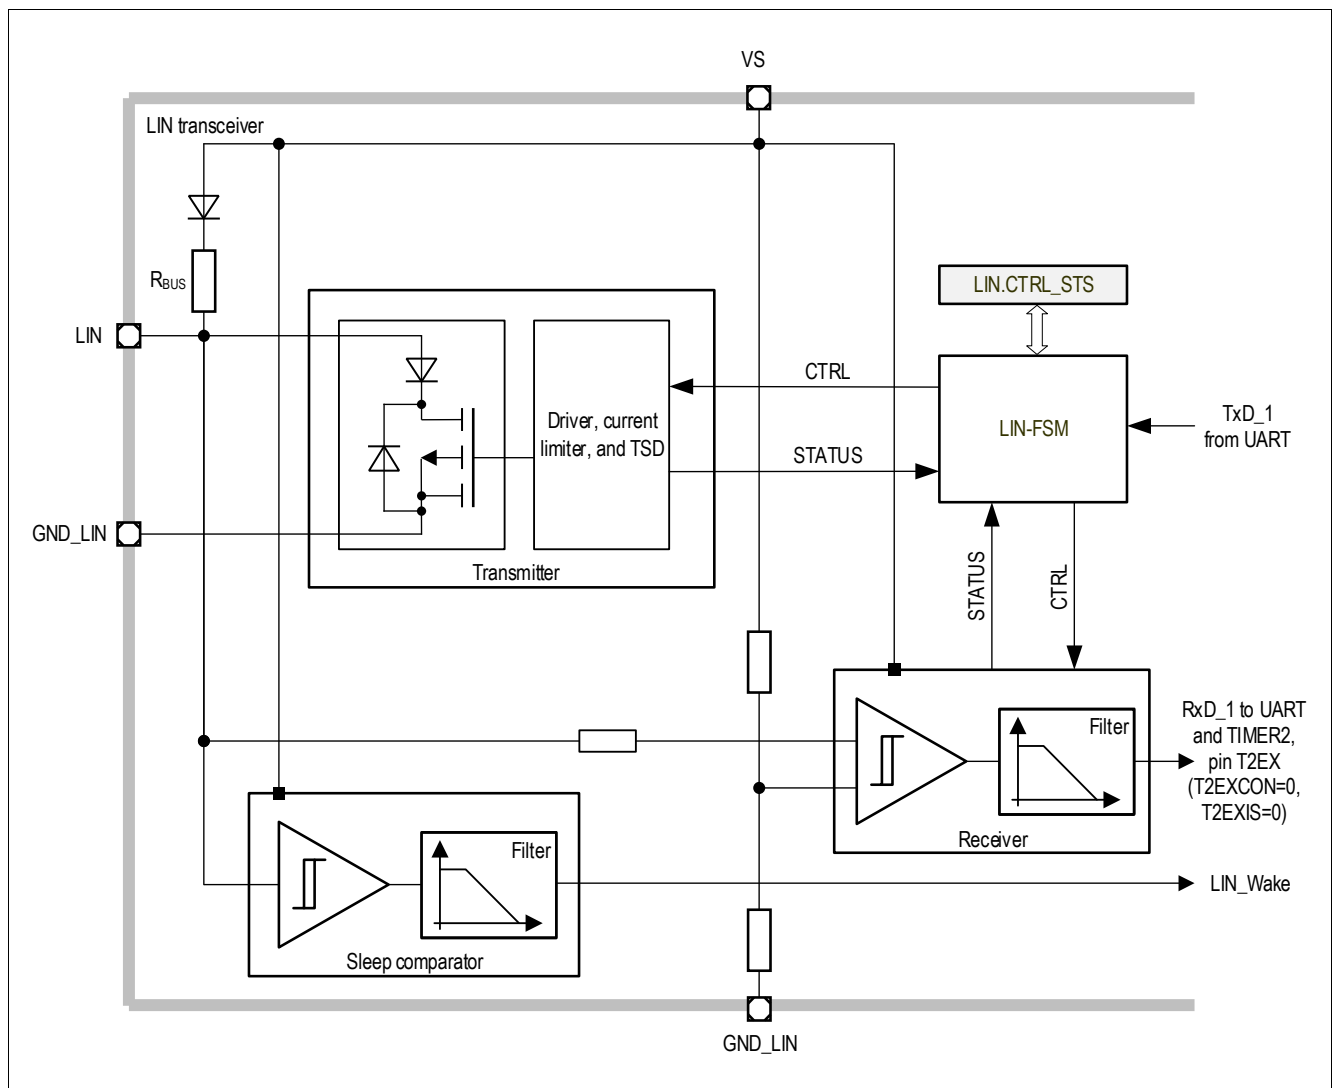 VS
LIN transceiver
RBUS
LIN.CTRL_STS
LIN
CTRL
TxD_1
from UART
Driver, current
limiter, and TSD
LIN-FSM
STATUS
GND_LIN
Transmitter
STATUS
CTRL
RxD_1 to UART
and TIMER2,
pin T2EX
(T2EXCON=0,
T2EXIS=0)
Filter
Receiver
Filter
LIN_Wake
Sleep comparator
GND_LIN